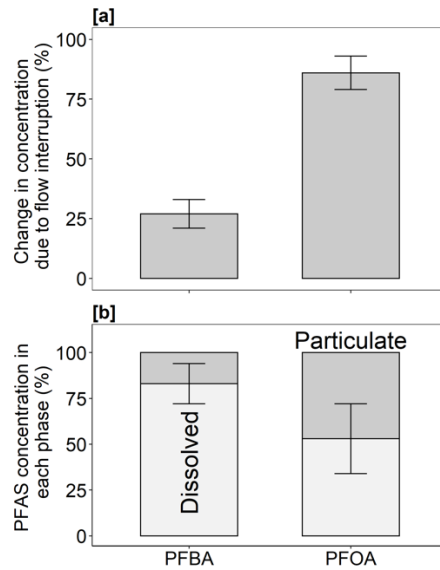 [a]
Change in concentration
due to flow interruption (%)
100
75
50
25
0
[b]
PFAS concentration in
each phase (%)
100
75
50
25
0
Particulate
Dissolved
PFBA PFOA